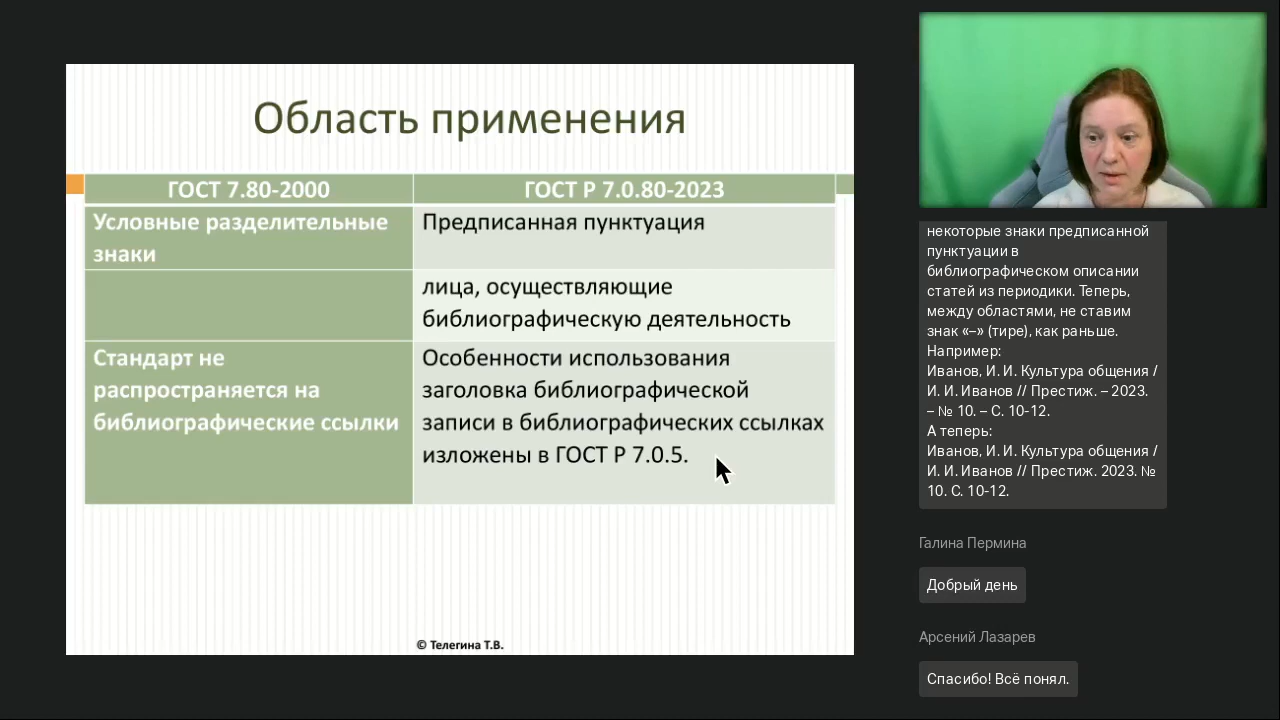 Область применения
ГОСТ 7.80-2000
ГОСТ Р 7.0.80-2023
Условные разделительные
знаки
Предписанная пунктуация
лица, осуществляющие
библиографическую деятельность
Стандарт не
распространяется на
библиографические ссылки
Особенности использования
заголовка библиографической
записи в библиографических ссылках
изложены в ГОСТ Р 7.0.5.
© Телегина Т.В.
некоторые знаки предписанной
пунктуации в
библиографическом описании
статей из периодики. Теперь,
между областями, не ставим
знак «–» (тире), как раньше.
Например:
Иванов, И. И. Культура общения /
И. И. Иванов // Престиж. – 2023.
– № 10. – С. 10-12.
А теперь:
Иванов, И. И. Культура общения /
И. И. Иванов // Престиж. 2023. №
10. С. 10-12.
Галина Пермина
Добрый день
Арсений Лазарев
Спасибо! Всё понял.